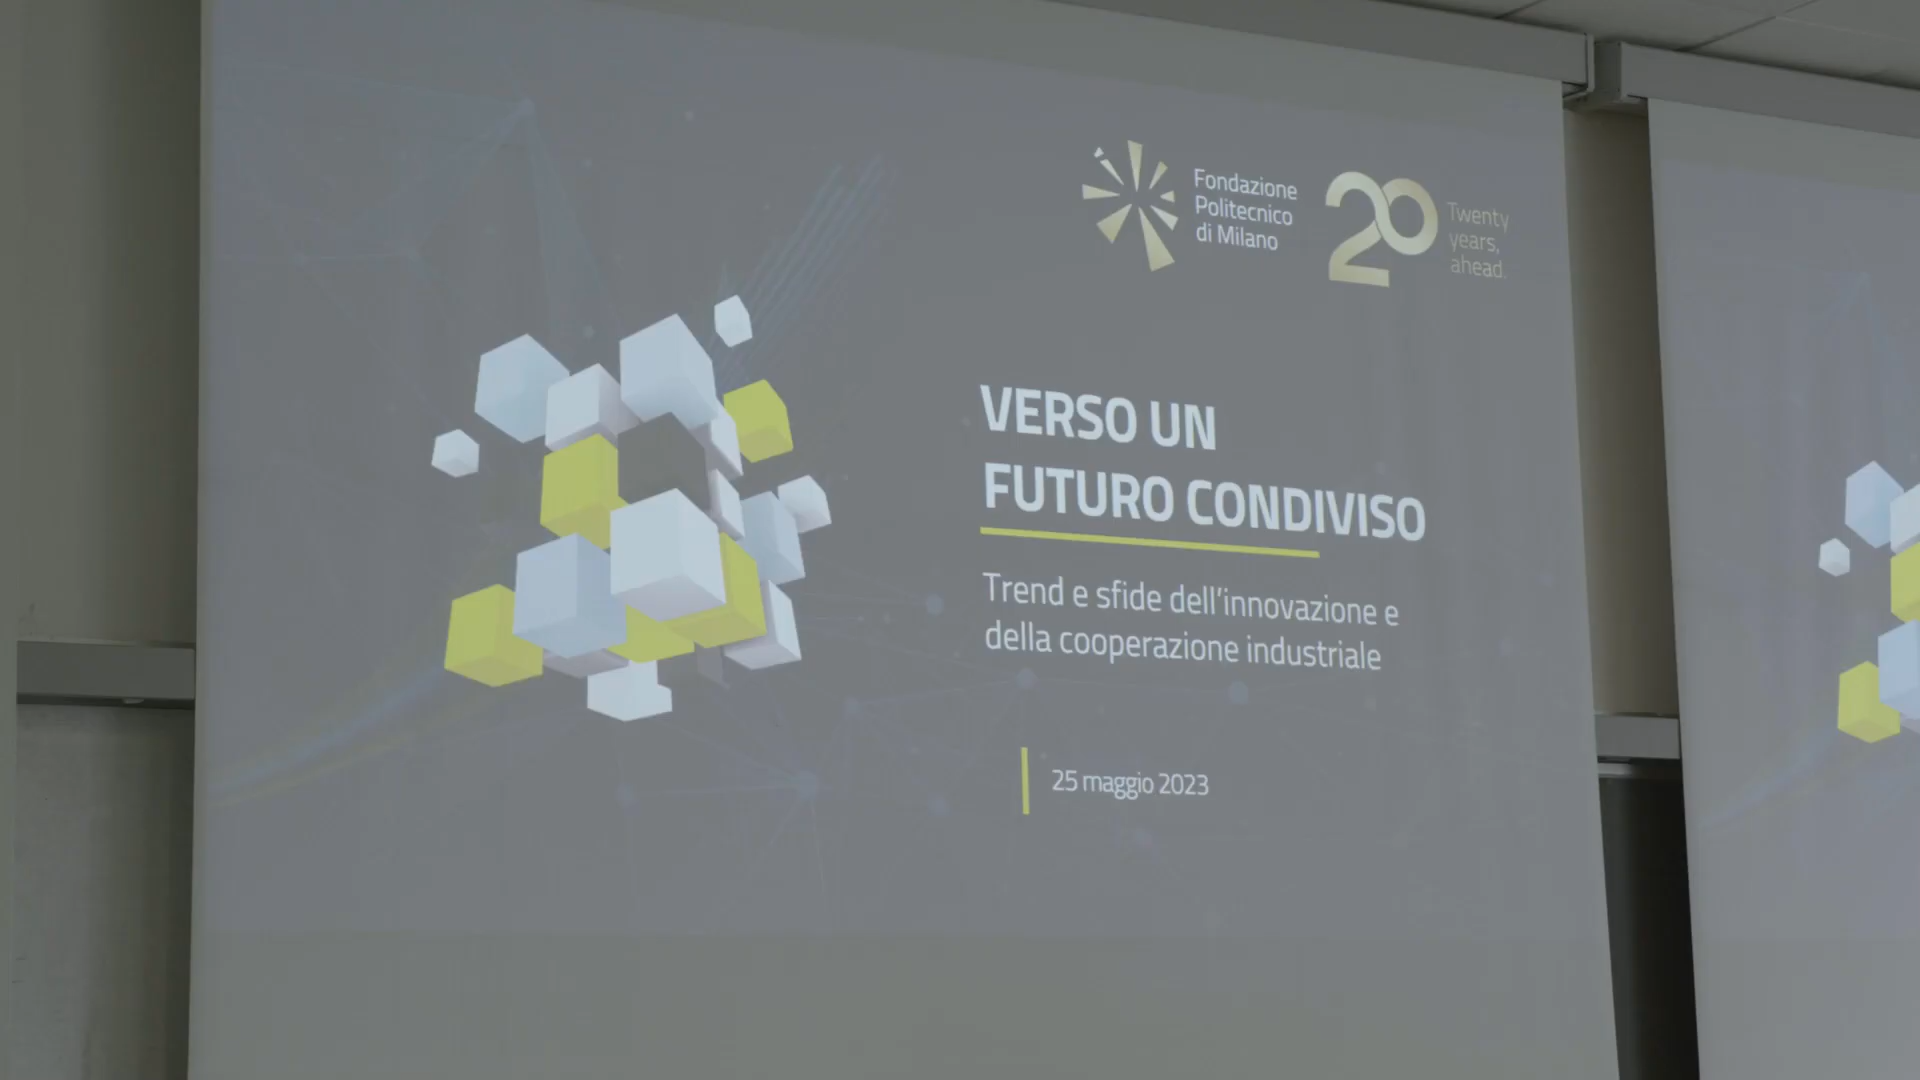 Fondazione
Politecnico
di Milano
20
Twenty
years,
ahead.
VERSO UN
FUTURO CONDIVISO
Trend e sfide dell'innovazione e
della cooperazione industriale
25 maggio 2023